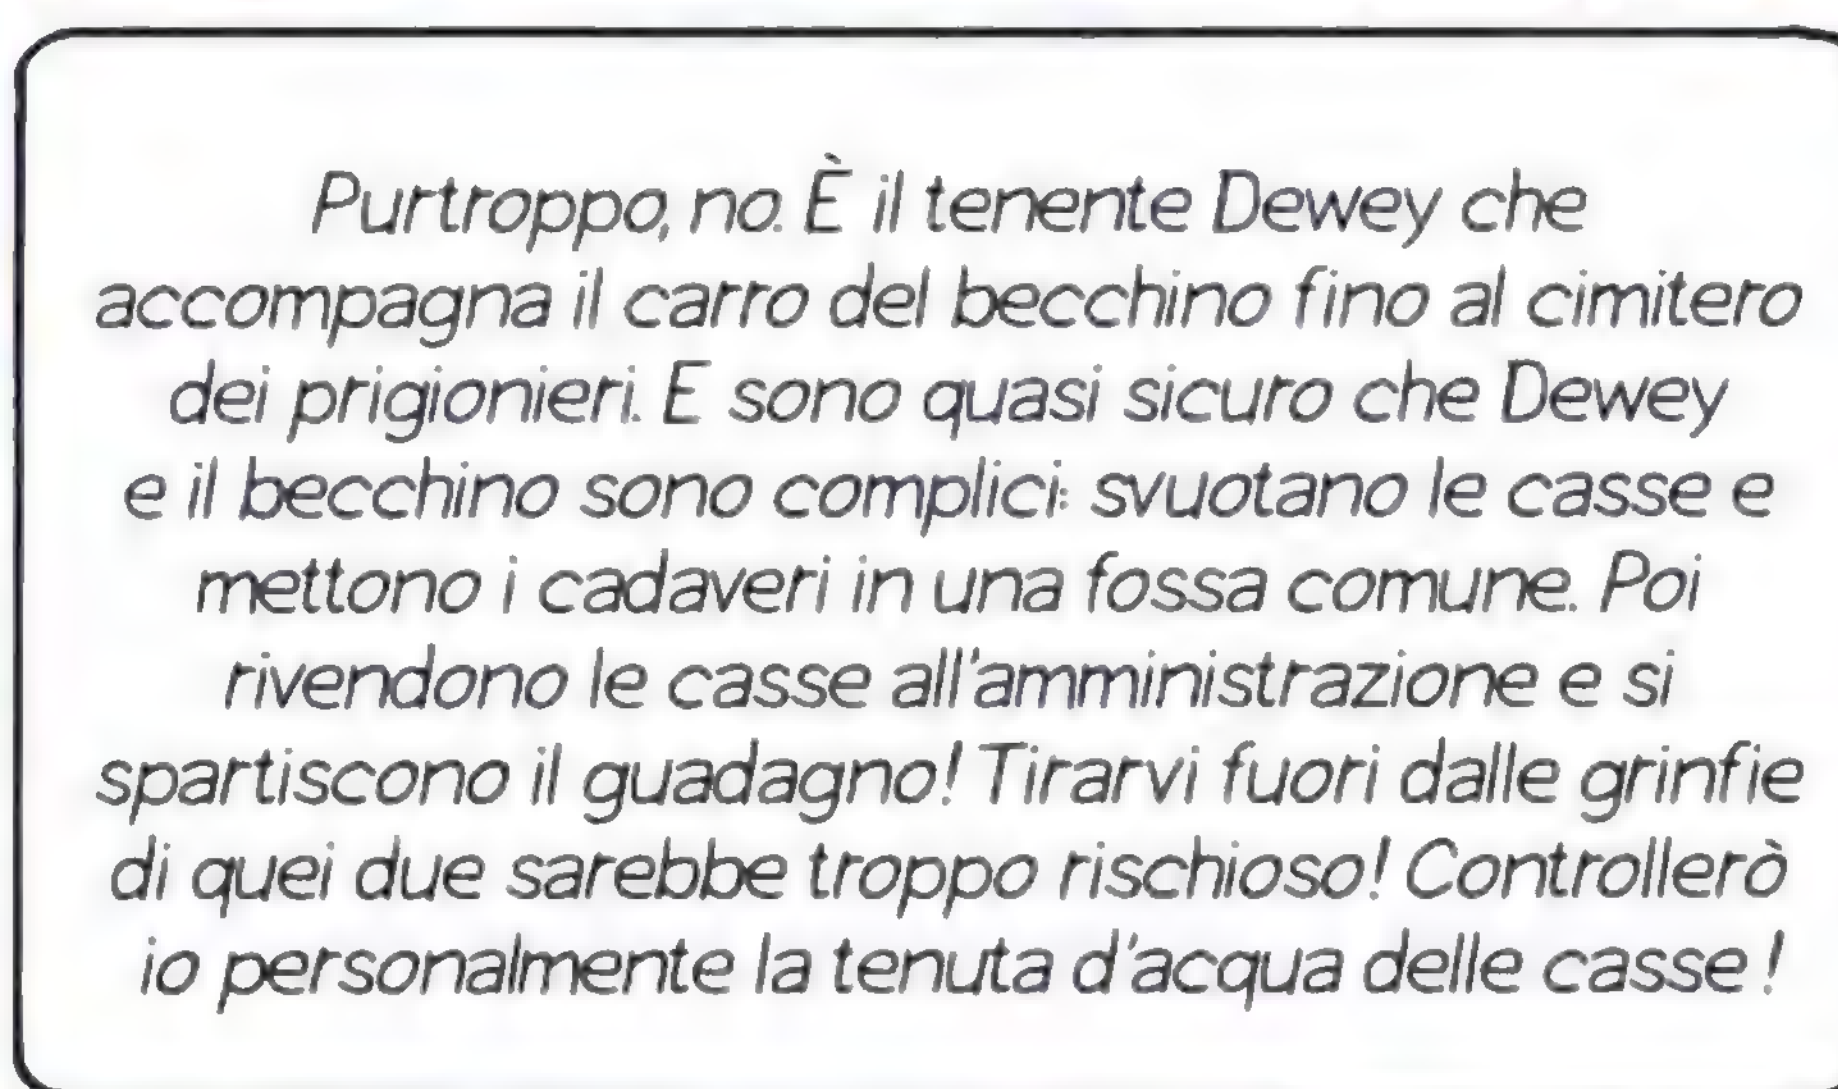 Purtroppo, no. È il tenente Dewey che
accompagna il carro del becchino fino al cimitero
dei prigionieri. E sono quasi sicuro che Dewey
e il becchino sono complici: svuotano le casse e
mettono i cadaveri in una fossa comune. Poi
rivendono le casse all'amministrazione e si
spartiscono il guadagno! Tirarvi fuori dalle grinfie
di quei due sarebbe troppo rischioso! Controllerò
io personalmente la tenuta d'acqua delle casse!